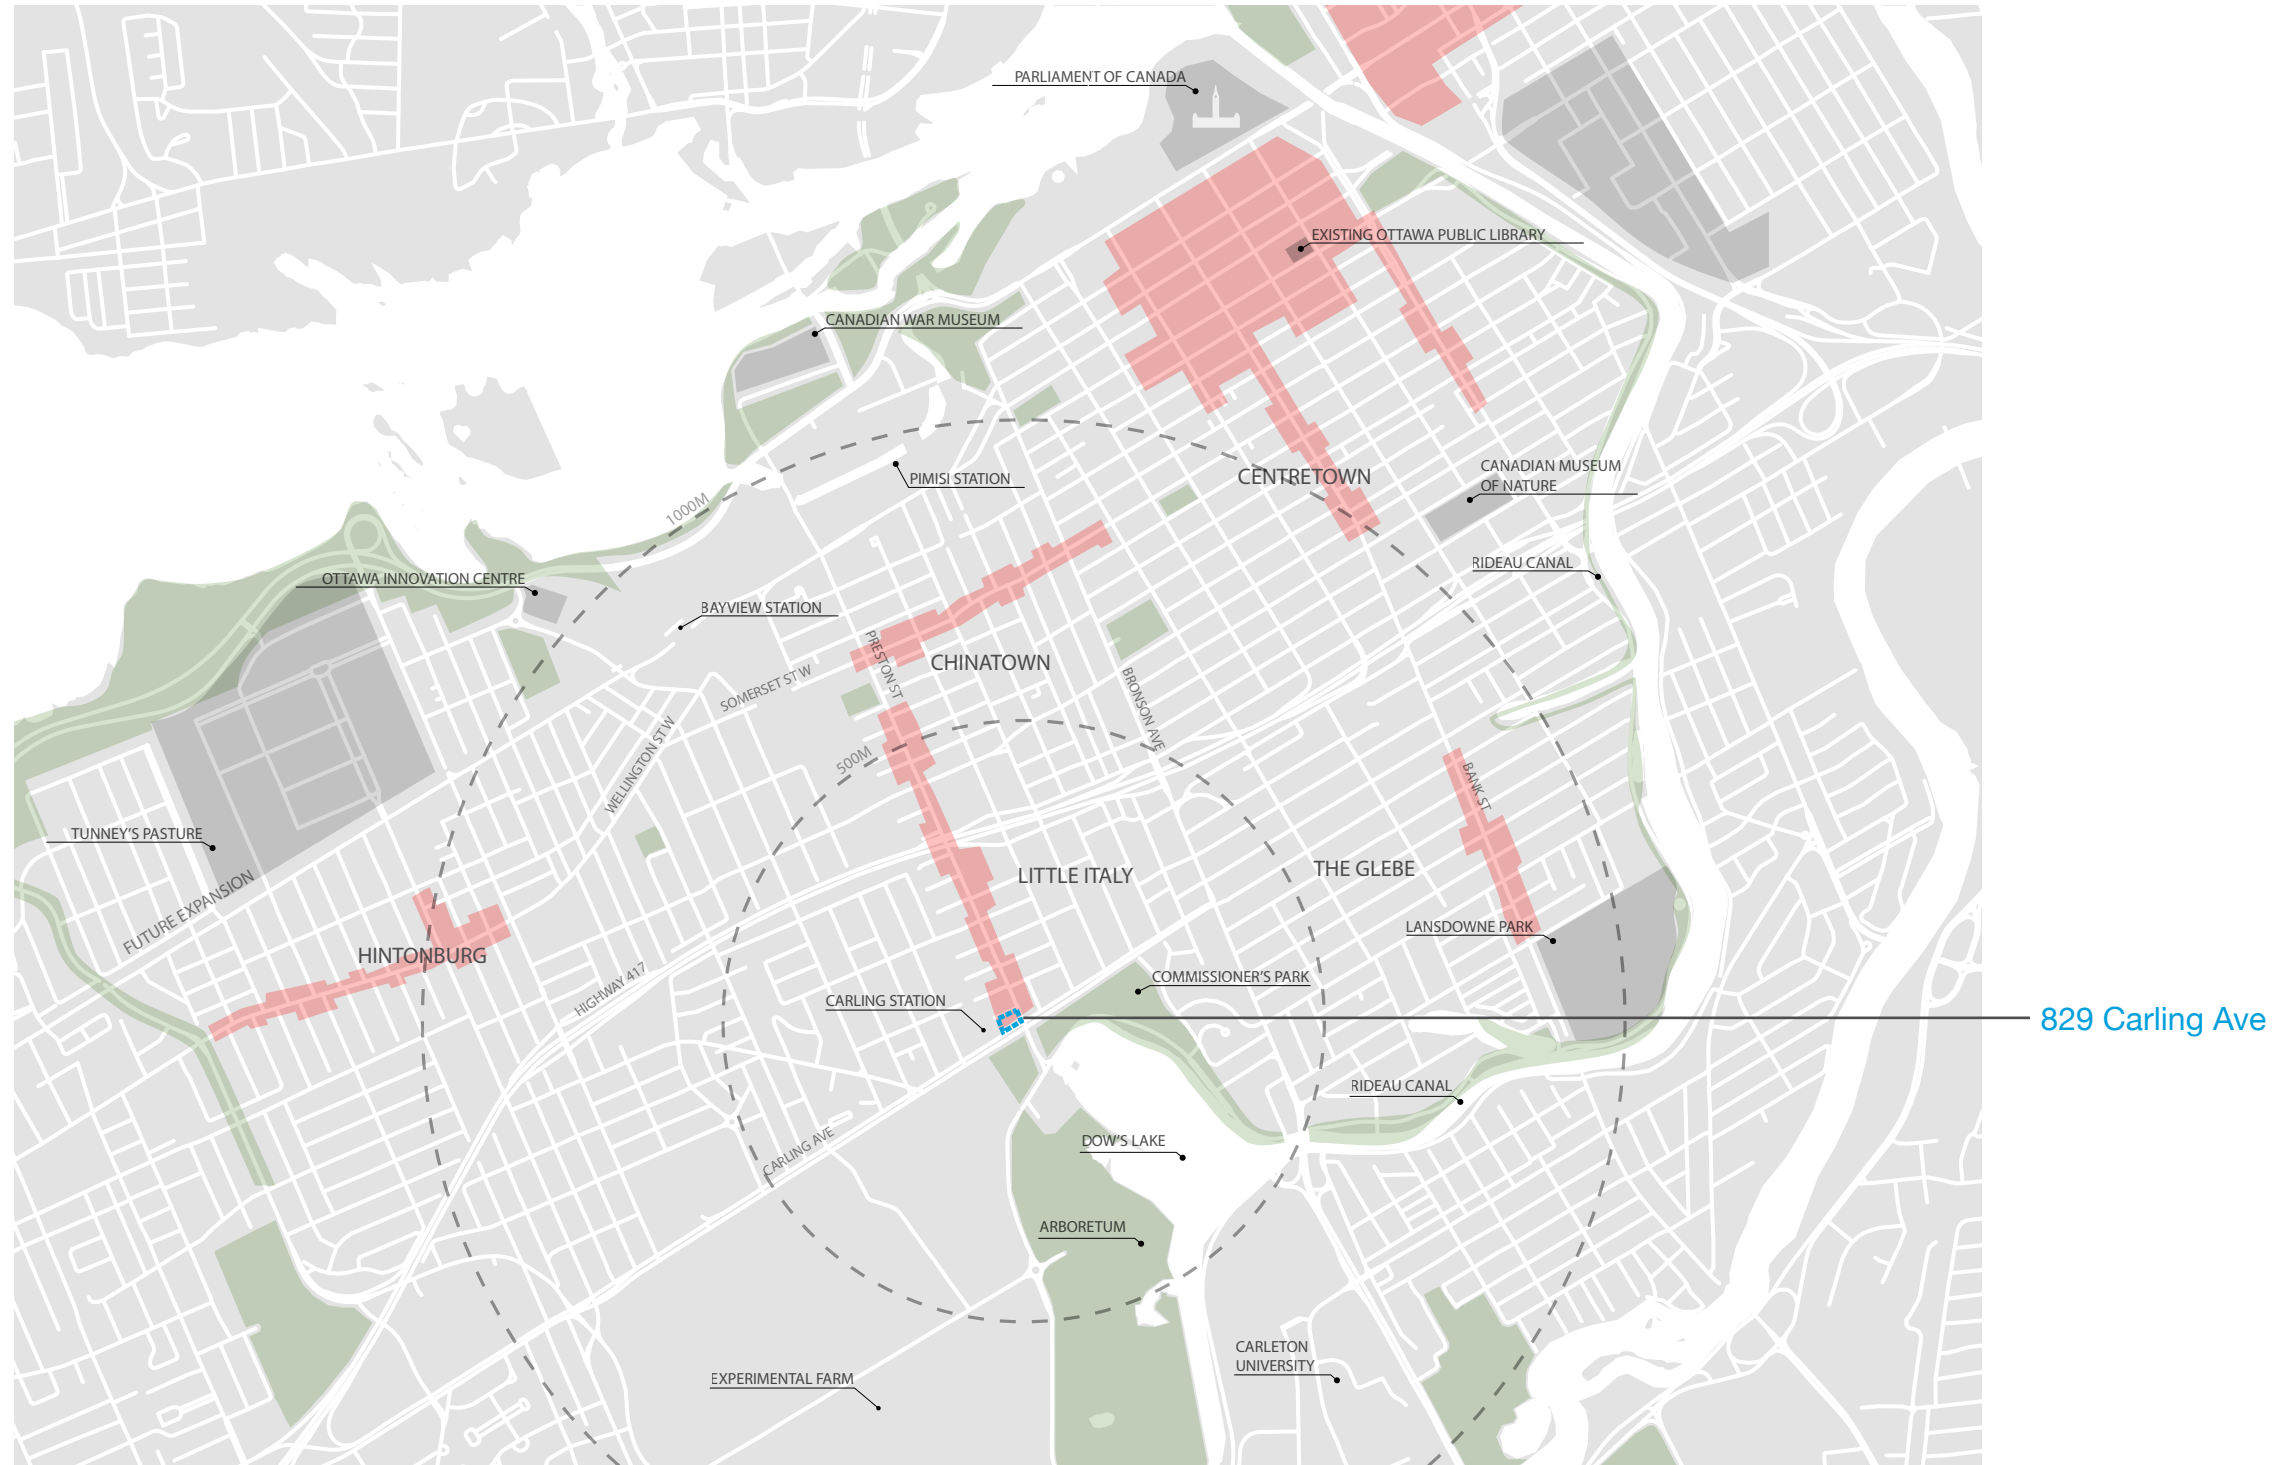 PARLIAMENT OF CANADA
EXISTING OTTAWA PUBLIC LIBRARY
CANADIAN WAR MUSEUM
CENTRETOWN
CANADIAN MUSEUM
OF NATURE
PIMISI STATION
1000M
RIDEAU CANAL
OTTAWA INNOVATION CENTRE
BAYVIEW STATION
PRESTON ST
CHINATOWN
SOMERSET ST W
BRONSON AVE
WELLINGTON ST W
500M
BANK ST
TUNNEY'S PASTURE
LITTLE ITALY
THE GLEBE
FUTURE EXPANSION
LANSDOWNE PARK
HINTONBURG
HIGHWAY 417
COMMISSIONER'S PARK
CARLING STATION
829 Carling Ave
RIDEAU CANAL
DOW'S LAKE
CARLING AVE
ARBORETUM
CARLETON
UNIVERSITY
EXPERIMENTAL FARM